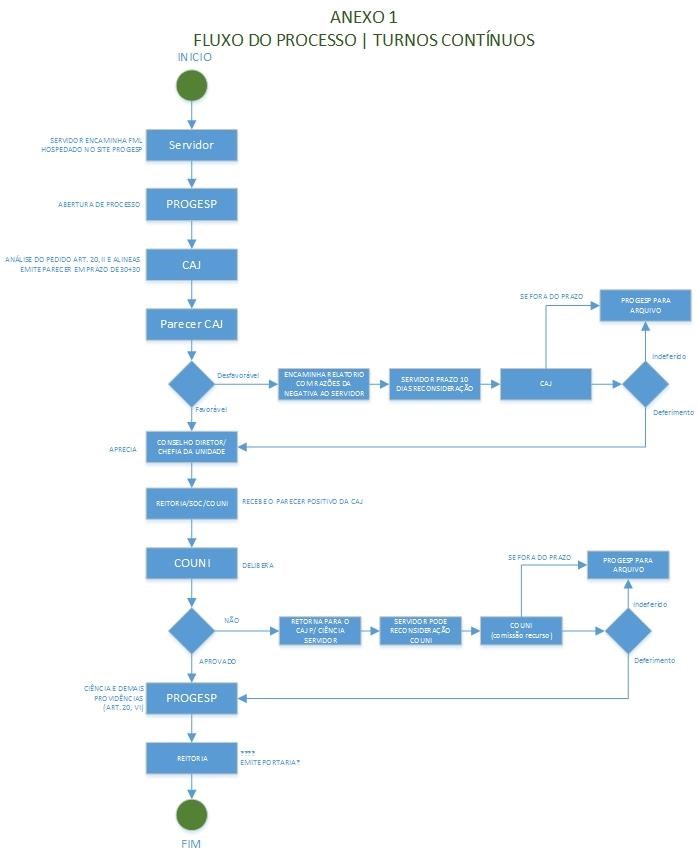 ANEXO 1
FLUXO DO PROCESSO | TURNOS CONTÍNUOS
INICIO
SERVIDOR ENCAMINHA FML
HOSPEDADO NO SITE PROGESP
Servidor
ABERTURA DE PROCESSO
PROGESP
ANÁLISE DO PEDIDO ART. 20, II E ALINEAS
EMITE PARECER EM PRAZO DE 30+30
CAJ
Parecer CAJ
SE FORA DO PRAZO
PROGESP PARA
ARQUIVO
Indeferido
Desfavorável
ENCAMINHA RELATORIO
COM RAZÕES DA
NEGATIVA AO SERVIDOR
SERVIDOR PRAZO 10
DIAS RECONSIDERAÇÃO
CAJ
Favorável
Deferimento
APRECIA
CONSELHO DIRETOR/
CHEFIA DA UNIDADE
REITORIA/SOC/COUNI
RECEBE O PARECER POSITIVO DA CAJ
COUNI
DELIBERA
SE FORA DO PRAZO
PROGESP PARA
ARQUIVO
Indeferido
NÃO
RETORNA PARA O
CAJ P/ CIÊNCIA
SERVIDOR
SERVIDOR PODE
RECONSIDERAÇÃO
COUNI
COUNI
(comissão recurso)
APROVADO
Deferimento
CIÊNCIA E DEMAIS
PROVIDÊNCIAS
(ART. 20, VI)
PROGESP
REITORIA
****
EMITE PORTARIA*
FIM